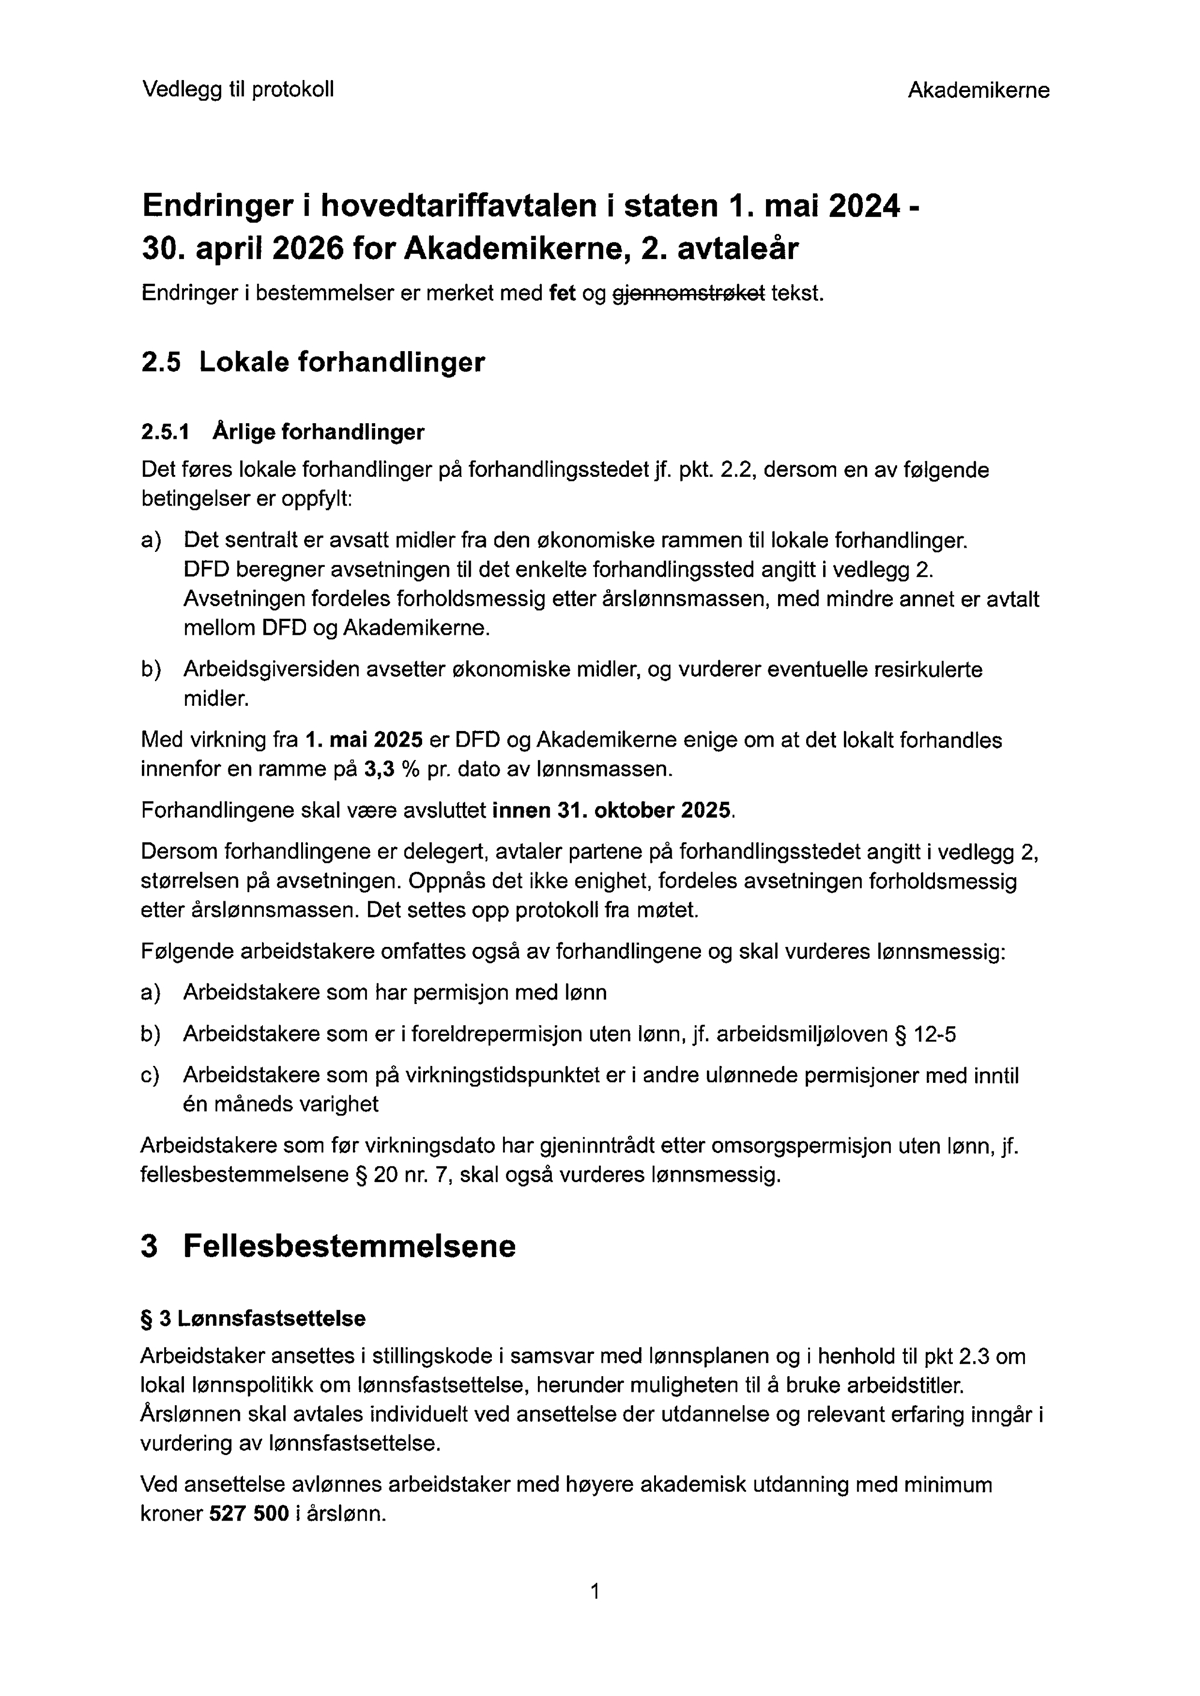 Vedlegg til protokoll
Akademikerne
Endringer i hovedtariffavtalen i staten 1. mai 2024 -
30. april 2026 for Akademikerne, 2. avtaleår
Endringer i bestemmelser er merket med fet og gjennomstrøket tekst.
2.5 Lokale forhandlinger
2.5.1 Årlige forhandlinger
Det føres lokale forhandlinger på forhandlingsstedet jf. pkt. 2.2, dersom en av følgende
betingelser er oppfylt:
a) Det sentralt er avsatt midler fra den økonomiske rammen til lokale forhandlinger.
DFD beregner avsetningen til det enkelte forhandlingssted angitt i vedlegg 2.
Avsetningen fordeles forholdsmessig etter årslønnsmassen, med mindre annet er avtalt
mellom DFD og Akademikerne.
b) Arbeidsgiversiden avsetter økonomiske midler, og vurderer eventuelle resirkulerte
midler.
Med virkning fra 1. mai 2025 er DFD og Akademikerne enige om at det lokalt forhandles
innenfor en ramme på 3,3 % pr. dato av lønnsmassen.
Forhandlingene skal være avsluttet innen 31. oktober 2025.
Dersom forhandlingene er delegert, avtaler partene på forhandlingsstedet angitt i vedlegg 2,
størrelsen på avsetningen. Oppnås det ikke enighet, fordeles avsetningen forholdsmessig
etter årslønnsmassen. Det settes opp protokoll fra møtet.
Følgende arbeidstakere omfattes også av forhandlingene og skal vurderes lønnsmessig:
a) Arbeidstakere som har permisjon med lønn
b) Arbeidstakere som er i foreldrepermisjon uten lønn, jf. arbeidsmiljøloven § 12-5
c) Arbeidstakere som på virkningstidspunktet er i andre ulønnede permisjoner med inntil
én måneds varighet
Arbeidstakere som før virkningsdato har gjeninntrådt etter omsorgspermisjon uten lønn, jf.
fellesbestemmelsene § 20 nr. 7, skal også vurderes lønnsmessig.
3 Fellesbestemmelsene
§ 3 Lønnsfastsettelse
Arbeidstaker ansettes i stillingskode i samsvar med lønnsplanen og i henhold til pkt 2.3 om
lokal lønnspolitikk om lønnsfastsettelse, herunder muligheten til å bruke arbeidstitler.
Årslønnen skal avtales individuelt ved ansettelse der utdannelse og relevant erfaring inngår i
vurdering av lønnsfastsettelse.
Ved ansettelse avlønnes arbeidstaker med høyere akademisk utdanning med minimum
kroner 527 500 i årslønn.
1